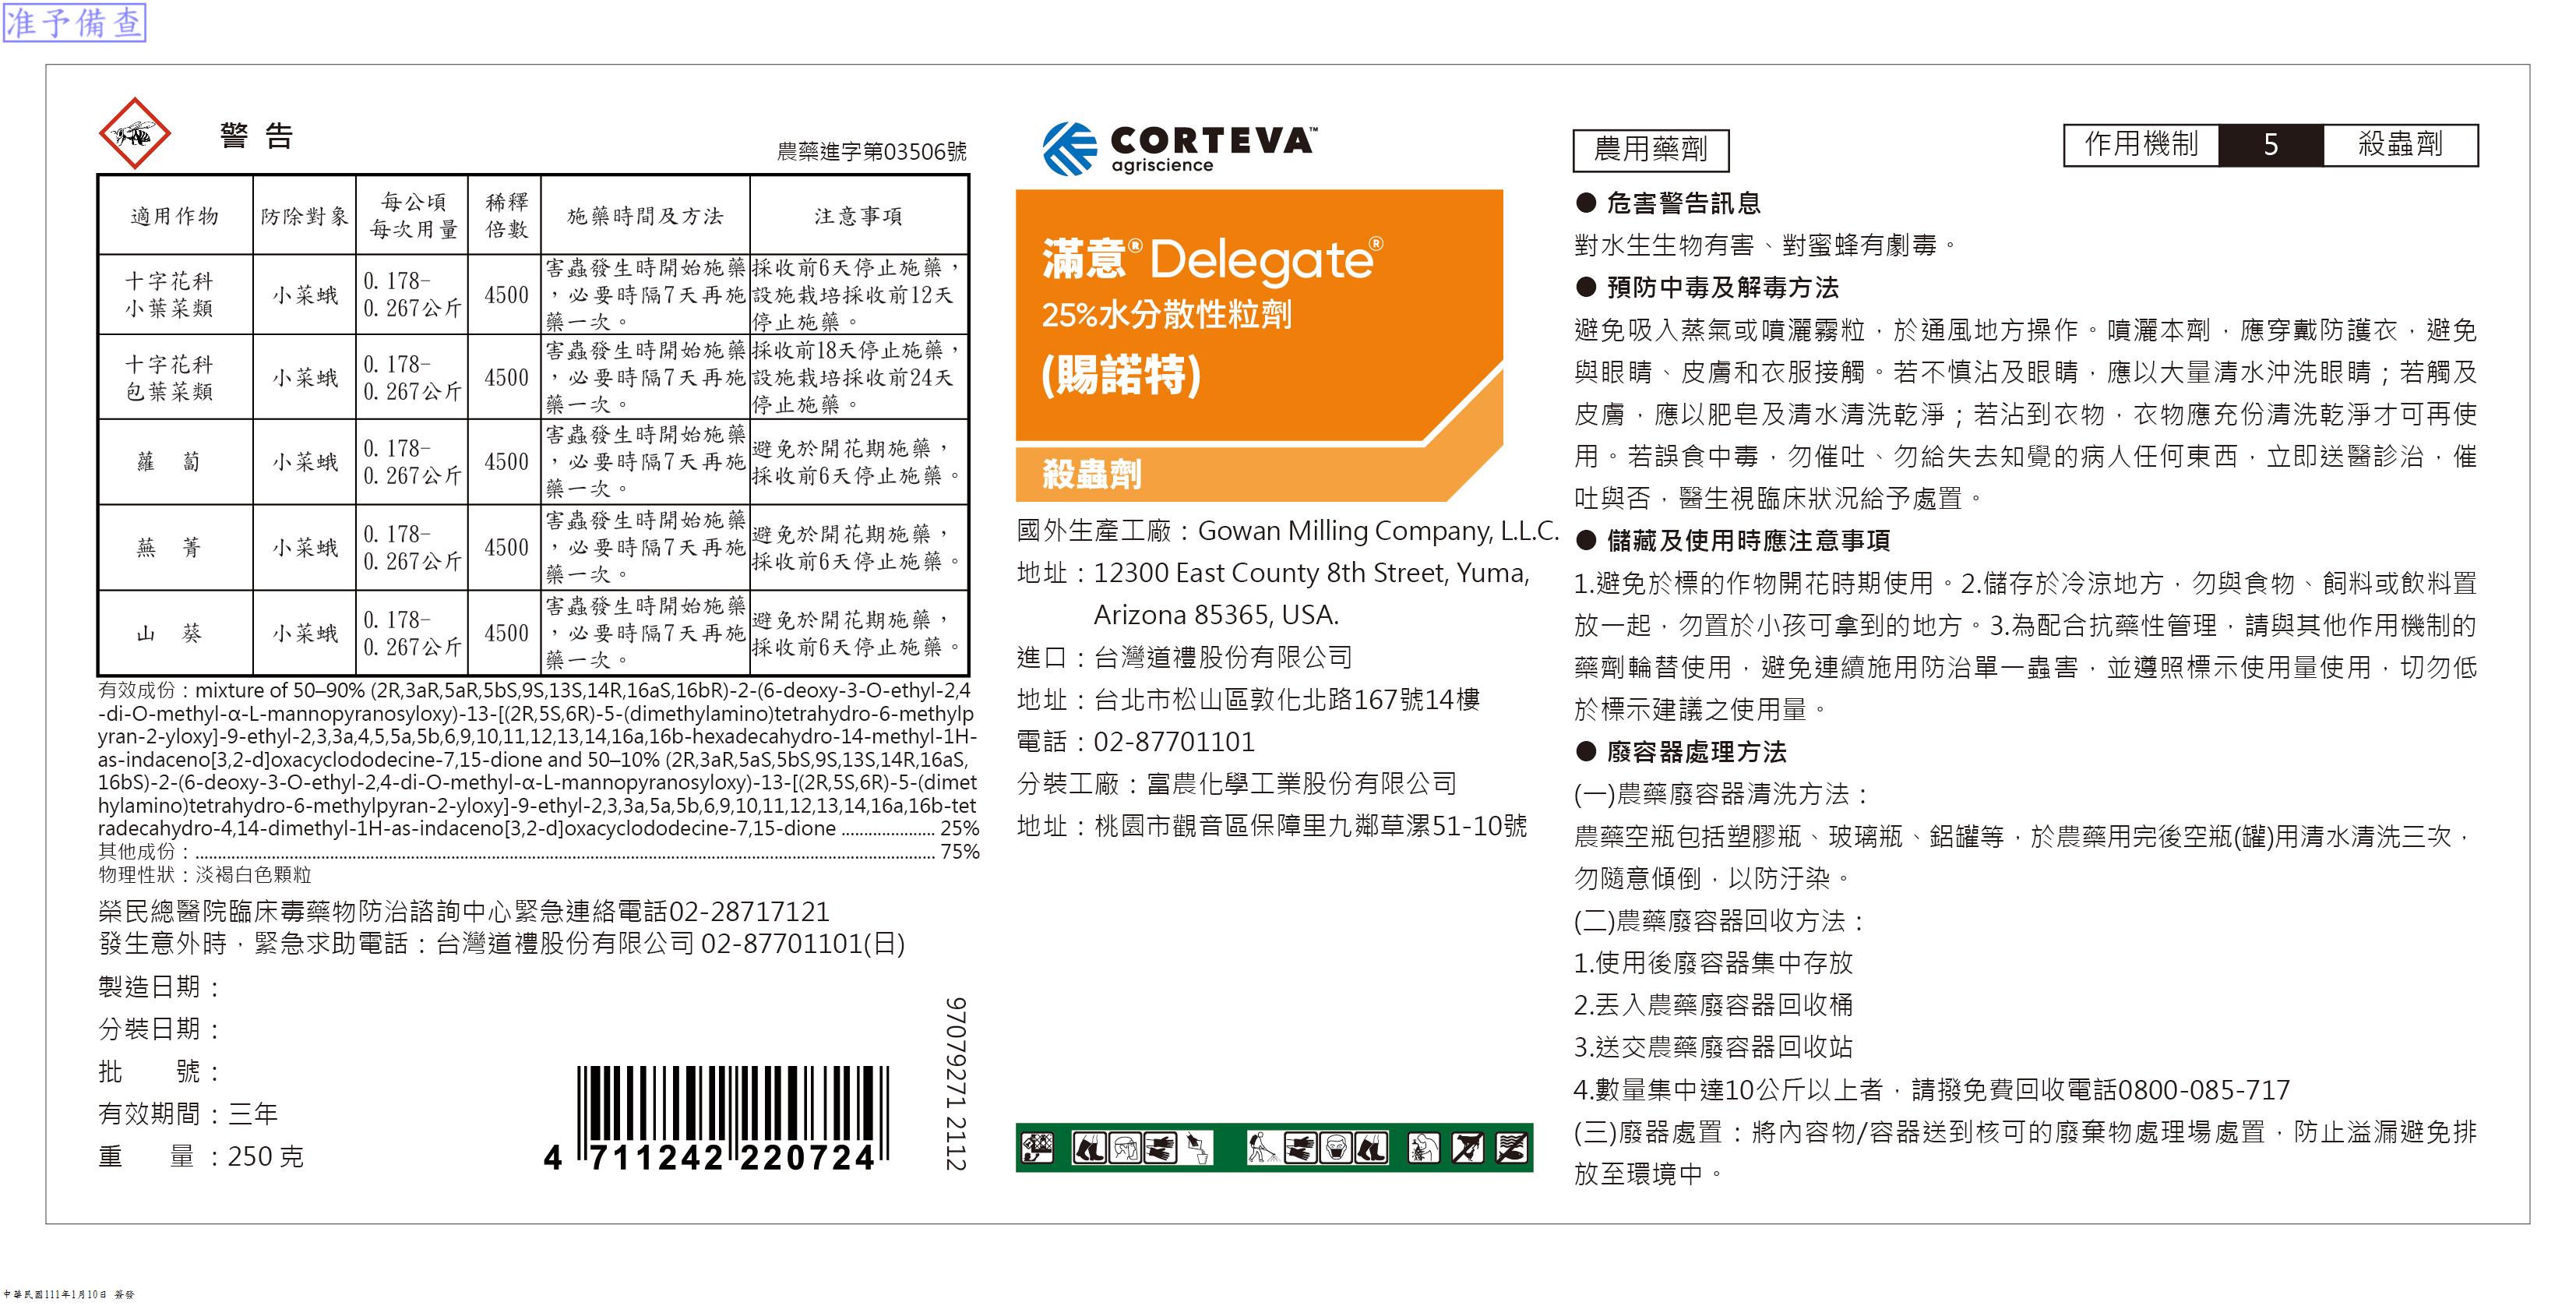 准予備查
警 告
農藥進字第03506號
適用作物 防除對象 每公頃每次用量 稀釋倍數 施藥時間及方法 注意事項
十字花科小葉菜類 小菜蛾 0.178-0.267公斤 4500 害蟲發生時開始施藥，必要時隔7天再施藥一次。 採收前6天停止施藥，設施栽培採收前12天停止施藥。
十字花科包葉菜類 小菜蛾 0.178-0.267公斤 4500 害蟲發生時開始施藥，必要時隔7天再施藥一次。 採收前18天停止施藥，設施栽培採收前24天停止施藥。
蘿 蔔 小菜蛾 0.178-0.267公斤 4500 害蟲發生時開始施藥，必要時隔7天再施藥一次。 避免於開花期施藥，採收前6天停止施藥。
蕪 菁 小菜蛾 0.178-0.267公斤 4500 害蟲發生時開始施藥，必要時隔7天再施藥一次。 避免於開花期施藥，採收前6天停止施藥。
山 葵 小菜蛾 0.178-0.267公斤 4500 害蟲發生時開始施藥，必要時隔7天再施藥一次。 避免於開花期施藥，採收前6天停止施藥。
有效成份：mixture of 50–90% (2R,3aR,5aR,5bS,9S,13S,14R,16aS,16bR)-2-(6-deoxy-3-O-ethyl-2,4
-di-O-methyl-α-L-mannopyranosyloxy)-13-[(2R,5S,6R)-5-(dimethylamino)tetrahydro-6-methylp
yran-2-yloxy]-9-ethyl-2,3,3a,4,5,5a,5b,6,9,10,11,12,13,14,16a,16b-hexadecahydro-14-methyl-1H-
as-indaceno[3,2-d]oxacyclododecine-7,15-dione and 50–10% (2R,3aR,5aS,5bS,9S,13S,14R,16aS,
16bS)-2-(6-deoxy-3-O-ethyl-2,4-di-O-methyl-α-L-mannopyranosyloxy)-13-[(2R,5S,6R)-5-(dimet
hylamino)tetrahydro-6-methylpyran-2-yloxy]-9-ethyl-2,3,3a,5a,5b,6,9,10,11,12,13,14,16a,16b-tet
radecahydro-4,14-dimethyl-1H-as-indaceno[3,2-d]oxacyclododecine-7,15-dione ..................... 25%
其他成份：..................... 75%
物理性狀：淡褐白色顆粒
榮民總醫院臨床毒藥物防治諮詢中心緊急連絡電話02-28717121
發生意外時，緊急求助電話：台灣道禮股份有限公司 02-87701101(日)
製造日期：
分裝日期：
批 號：
有效期間：三年
重 量：250 克
4 711242 220724
97079271 2112
CORTEVA™
agriscience
滿意® Delegate®
25%水分散性粒劑
(賜諾特)
殺蟲劑
國外生產工廠：Gowan Milling Company, L.L.C.
地址：12300 East County 8th Street, Yuma,
Arizona 85365, USA.
進口：台灣道禮股份有限公司
地址：台北市松山區敦化北路167號14樓
電話：02-87701101
分裝工廠：富農化學工業股份有限公司
地址：桃園市觀音區保障里九鄰草漯51-10號
農用藥劑
作用機制 5 殺蟲劑
● 危害警告訊息
對水生生物有害、對蜜蜂有劇毒。
● 預防中毒及解毒方法
避免吸入蒸氣或噴灑霧粒，於通風地方操作。噴灑本劑，應穿戴防護衣，避免
與眼睛、皮膚和衣服接觸。若不慎沾及眼睛，應以大量清水沖洗眼睛；若觸及
皮膚，應以肥皂及清水清洗乾淨；若沾到衣物，衣物應充份清洗乾淨才可再使
用。若誤食中毒，勿催吐、勿給失去知覺的病人任何東西，立即送醫診治，催
吐與否，醫生視臨床狀況給予處置。
● 儲藏及使用時應注意事項
1.避免於標的作物開花時期使用。2.儲存於冷涼地方，勿與食物、飼料或飲料置
放一起，勿置於小孩可拿到的地方。3.為配合抗藥性管理，請與其他作用機制的
藥劑輪替使用，避免連續施用防治單一蟲害，並遵照標示使用量使用，切勿低
於標示建議之使用量。
● 廢容器處理方法
(一)農藥廢容器清洗方法：
農藥空瓶包括塑膠瓶、玻璃瓶、鋁罐等，於農藥用完後空瓶(罐)用清水清洗三次，
勿隨意傾倒，以防汙染。
(二)農藥廢容器回收方法：
1.使用後廢容器集中存放
2.丟入農藥廢容器回收桶
3.送交農藥廢容器回收站
4.數量集中達10公斤以上者，請撥免費回收電話0800-085-717
(三)廢器處置：將內容物/容器送到核可的廢棄物處理場處置，防止溢漏避免排
放至環境中。
中華民國111年1月10日 簽發